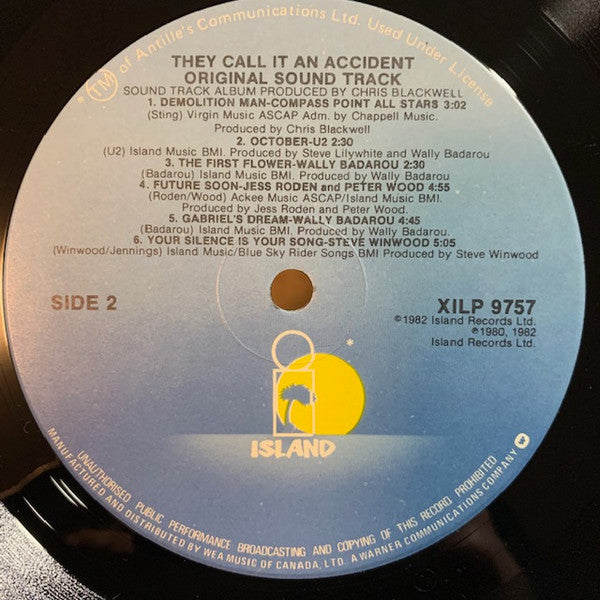 * TM of Antille's Communications Ltd. Used Under License
THEY CALL IT AN ACCIDENT
ORIGINAL SOUND TRACK
SOUND TRACK ALBUM PRODUCED BY CHRIS BLACKWELL
1. DEMOLITION MAN-COMPASS POINT ALL STARS 3:02
(Sting) Virgin Music ASCAP Adm. by Chappell Music.
Produced by Chris Blackwell
2. OCTOBER-U2 2:30
(U2) Island Music BMI. Produced by Steve Lilywhite and Wally Badarou
3. THE FIRST FLOWER-WALLY BADAROU 2:30
(Badarou) Island Music BMI. Produced by Wally Badarou
4. FUTURE SOON-JESS RODEN and PETER WOOD 4:55
(Roden/Wood) Ackee Music ASCAP/Island Music BMI.
Produced by Jess Roden and Peter Wood.
5. GABRIEL'S DREAM-WALLY BADAROU 4:45
(Badarou) Island Music BMI. Produced by Wally Badarou.
6. YOUR SILENCE IS YOUR SONG-STEVE WINWOOD 5:05
(Winwood/Jennings) Island Music/Blue Sky Rider Songs BMI Produced by Steve Winwood
SIDE 2
XILP 9757
©1982 Island Records Ltd.
℗1980, 1982
Island Records Ltd.
*
ISLAND
UNAUTHORISED PUBLIC PERFORMANCE BROADCASTING AND COPYING OF THIS RECORD PROHIBITED
MANUFACTURED AND DISTRIBUTED BY WEA MUSIC OF CANADA, LTD. A WARNER COMMUNICATIONS COMPANY